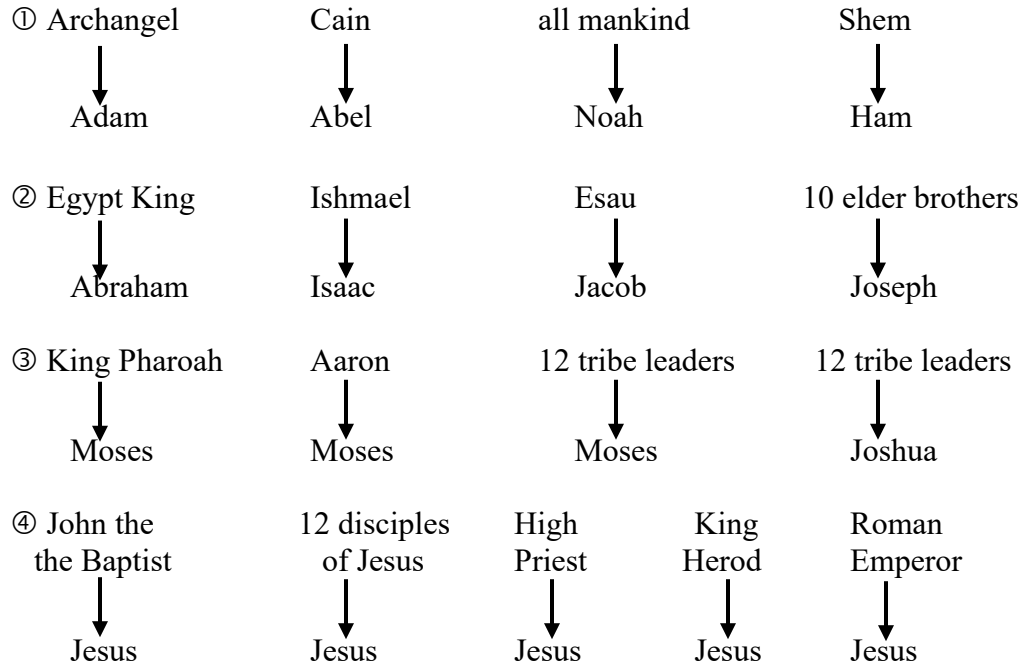 ① Archangel Cain all mankind Shem
Adam Abel Noah Ham
② Egypt King Ishmael Esau 10 elder brothers
Abraham Isaac Jacob Joseph
③ King Pharoah Aaron 12 tribe leaders 12 tribe leaders
Moses Moses Moses Joshua
④ John the 12 disciples High King Roman
the Baptist of Jesus Priest Herod Emperor
Jesus Jesus Jesus Jesus Jesus